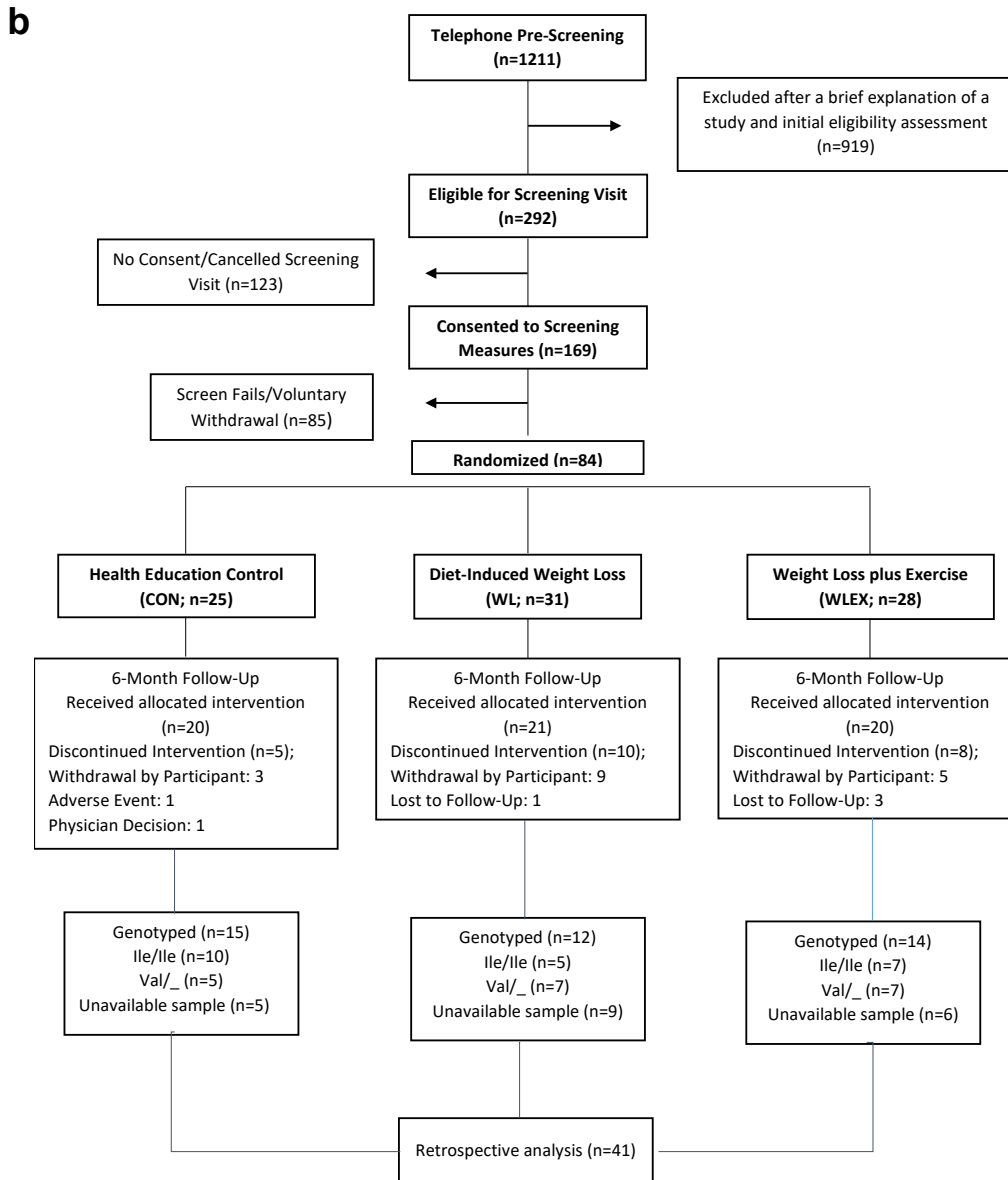 b
Telephone Pre-Screening
(n=1211)
Excluded after a brief explanation of a
study and initial eligibility assessment
(n=919)
Eligible for Screening Visit
(n=292)
No Consent/Cancelled Screening
Visit (n=123)
Consented to Screening
Measures (n=169)
Screen Fails/Voluntary
Withdrawal (n=85)
Randomized (n=84)
Health Education Control
(CON; n=25)
Diet-Induced Weight Loss
(WL; n=31)
Weight Loss plus Exercise
(WLEX; n=28)
6-Month Follow-Up
Received allocated intervention
(n=20)
Discontinued Intervention (n=5);
Withdrawal by Participant: 3
Adverse Event: 1
Physician Decision: 1
6-Month Follow-Up
Received allocated intervention
(n=21)
Discontinued Intervention (n=10);
Withdrawal by Participant: 9
Lost to Follow-Up: 1
6-Month Follow-Up
Received allocated intervention
(n=20)
Discontinued Intervention (n=8);
Withdrawal by Participant: 5
Lost to Follow-Up: 3
Genotyped (n=15)
Ile/Ile (n=10)
Val/_ (n=5)
Unavailable sample (n=5)
Genotyped (n=12)
Ile/Ile (n=5)
Val/_ (n=7)
Unavailable sample (n=9)
Genotyped (n=14)
Ile/Ile (n=7)
Val/_ (n=7)
Unavailable sample (n=6)
Retrospective analysis (n=41)